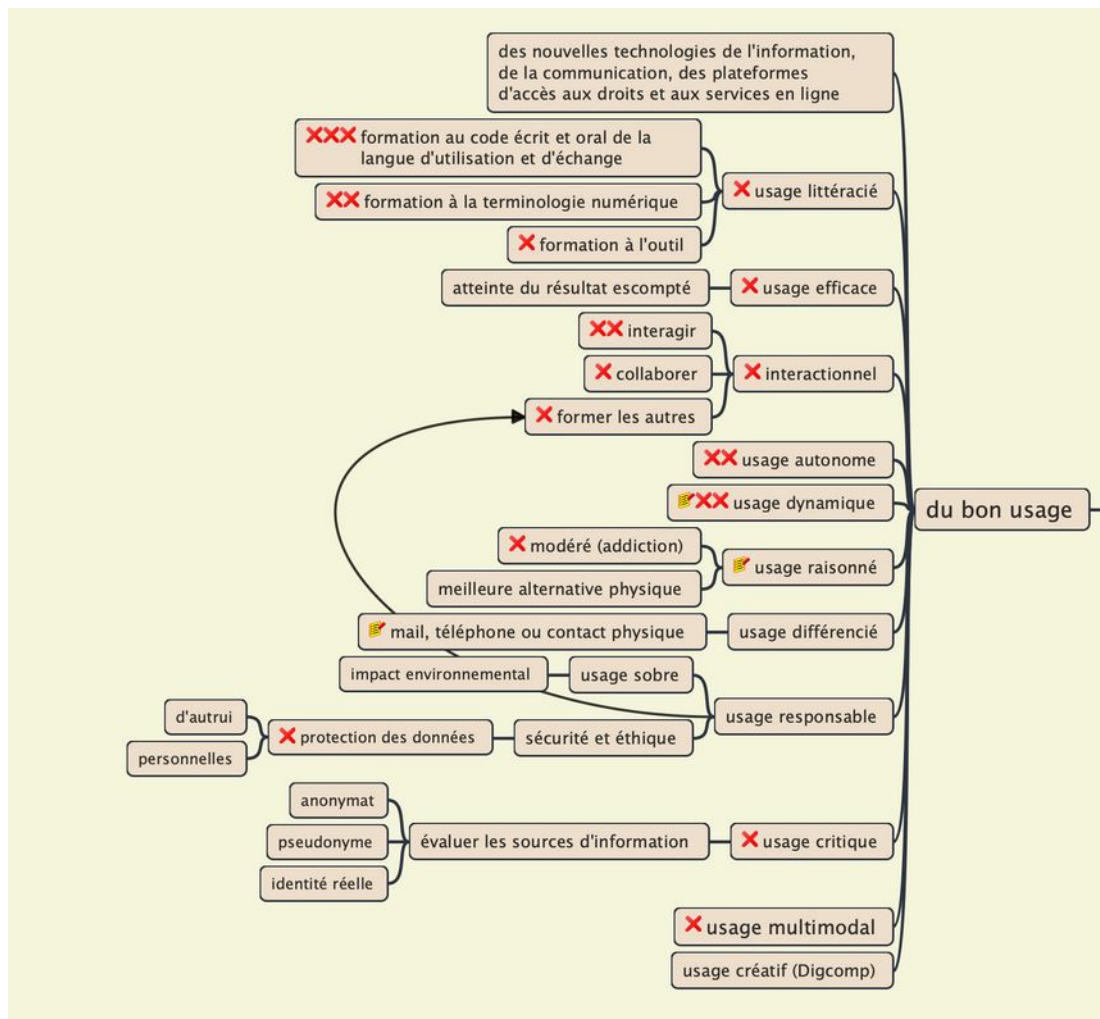 des nouvelles technologies de l'information,
de la communication, des plateformes
d'accès aux droits et aux services en ligne
formation au code écrit et oral de la
langue d'utilisation et d'échange
usage littéracié
formation à la terminologie numérique
formation à l'outil
atteinte du résultat escompté
usage efficace
interagir
collaborer
interactionnel
former les autres
usage autonome
usage dynamique
du bon usage
modéré (addiction)
usage raisonné
meilleure alternative physique
mail, téléphone ou contact physique
usage différencié
impact environnemental
usage sobre
usage responsable
d'autrui
protection des données
sécurité et éthique
personnelles
anonymat
pseudonyme
évaluer les sources d'information
usage critique
identité réelle
usage multimodal
usage créatif (Digcomp)